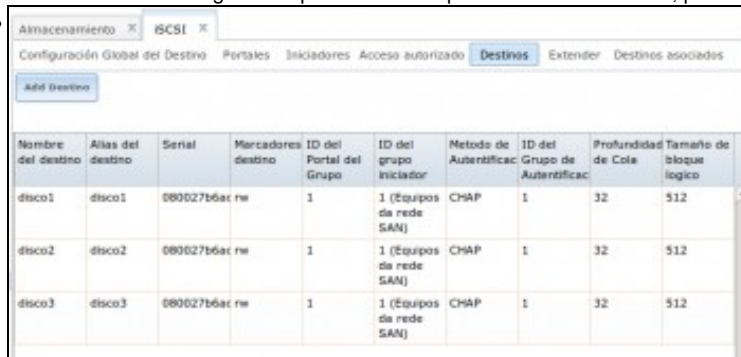 Almacenamiento × iSCSI ×
Configuración Global del Destino Portales Iniciadores Acceso autorizado Destinos Extender Destinos asociados
Add Destino
Nombre del destino Alias del destino Serial Marcadores destino ID del Portal del Grupo ID del grupo iniciador Metodo de Autentificac ID del Grupo de Autentificac Profundidad de Cola Tamaño de bloque logico
disco1 disco1 080027b6ac rw 1 1 (Equipos da rede SAN) CHAP 1 32 512
disco2 disco2 080027b6ac rw 1 1 (Equipos da rede SAN) CHAP 1 32 512
disco3 disco3 080027b6ac rw 1 1 (Equipos da rede SAN) CHAP 1 32 512